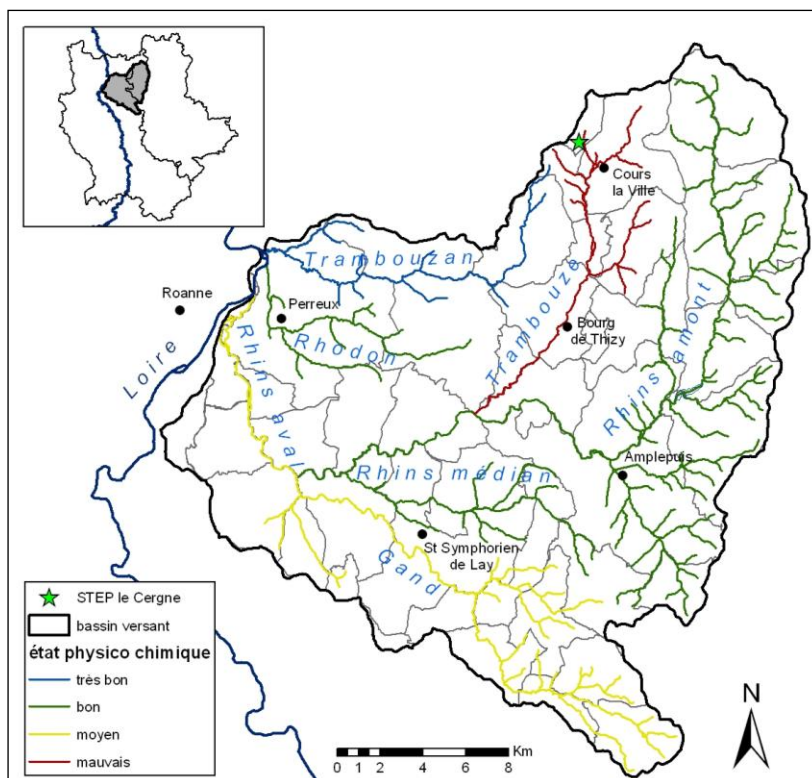 Cours
la Ville
Trambouzan
Roanne
Perreux
Trambouze
Bourg
de Thizy
Rhodon
Loire
Rhins aval
Rhins amont
Rhins médian
Amplepuis
St Symphorien
de Lay
Gand
STEP le Cergne
bassin versant
état physico chimique
très bon
bon
moyen
mauvais
N
Km
0 1 2 4 6 8